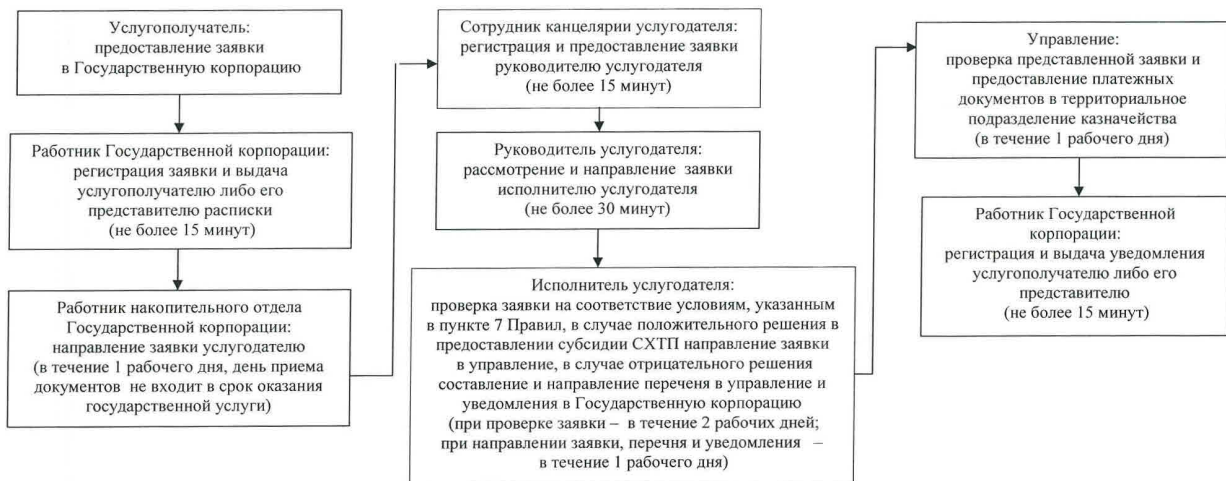 Услугополучатель:
предоставление заявки
в Государственную корпорацию
Работник Государственной корпорации:
регистрация заявки и выдача
услугополучателю либо его
представителю расписки
(не более 15 минут)
Работник накопительного отдела
Государственной корпорации:
направление заявки услугодателю
(в течение 1 рабочего дня, день приема
документов не входит в срок оказания
государственной услуги)
Сотрудник канцелярии услугодателя:
регистрация и предоставление заявки
руководителю услугодателя
(не более 15 минут)
Руководитель услугодателя:
рассмотрение и направление заявки
исполнителю услугодателя
(не более 30 минут)
Исполнитель услугодателя:
проверка заявки на соответствие условиям, указанным
в пункте 7 Правил, в случае положительного решения в
предоставлении субсидии СХТП направление заявки
в управление, в случае отрицательного решения
составление и направление переченя в управление и
уведомления в Государственную корпорацию
(при проверке заявки – в течение 2 рабочих дней;
при направлении заявки, перечня и уведомления –
в течение 1 рабочего дня)
Управление:
проверка представленной заявки и
предоставление платежных
документов в территориальное
подразделение казначейства
(в течение 1 рабочего дня)
Работник Государственной
корпорации:
регистрация и выдача уведомления
услугополучателю либо его
представителю
(не более 15 минут)